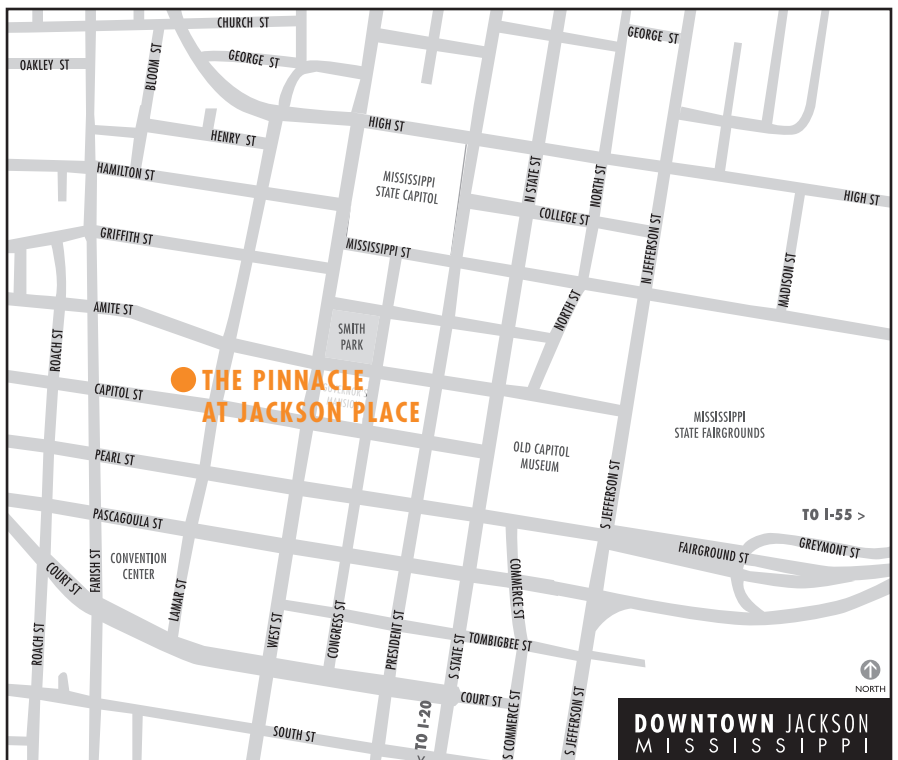 CHURCH ST
GEORGE ST
GEORGE ST
OAKLEY ST
BLOOM ST
HIGH ST
HENRY ST
HAMILTON ST
MISSISSIPPI
STATE CAPITOL
N STATE ST
NORTH ST
HIGH ST
COLLEGE ST
GRIFFITH ST
MISSISSIPPI ST
N JEFFERSON ST
MADISON ST
AMITE ST
NORTH ST
SMITH
PARK
ROACH ST
THE PINNACLE
AT JACKSON PLACE
GOVERNOR'S
MANSION
CAPITOL ST
MISSISSIPPI
STATE FAIRGROUNDS
OLD CAPITOL
MUSEUM
PEARL ST
S JEFFERSON ST
PASCAGOULA ST
TO I-55 >
FAIRGROUND ST
GREYMONT ST
CONVENTION
CENTER
COURT ST
FARISH ST
LAMAR ST
COMMERCE ST
WEST ST
CONGRESS ST
PRESIDENT ST
S STATE ST
TOMBIGBEE ST
ROACH ST
COURT ST
S COMMERCE ST
S JEFFERSON ST
SOUTH ST
< TO I-20
NORTH
DOWNTOWN JACKSON
MISSISSIPPI